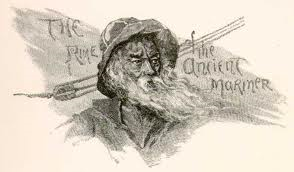 THE
RIME of the
ANCIENT
MARINER